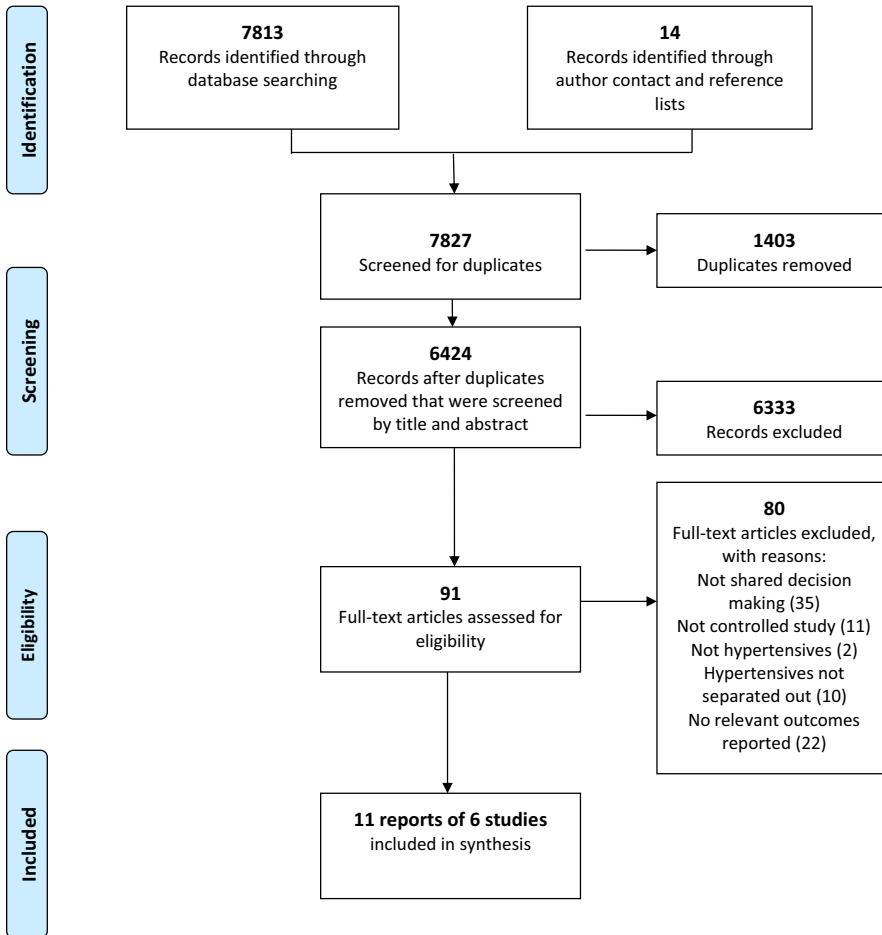 Identification
7813
Records identified through
database searching
14
Records identified through
author contact and reference
lists
7827
Screened for duplicates
1403
Duplicates removed
Screening
6424
Records after duplicates
removed that were screened
by title and abstract
6333
Records excluded
Eligibility
91
Full-text articles assessed for
eligibility
80
Full-text articles excluded,
with reasons:
Not shared decision
making (35)
Not controlled study (11)
Not hypertensives (2)
Hypertensives not
separated out (10)
No relevant outcomes
reported (22)
Included
11 reports of 6 studies
included in synthesis